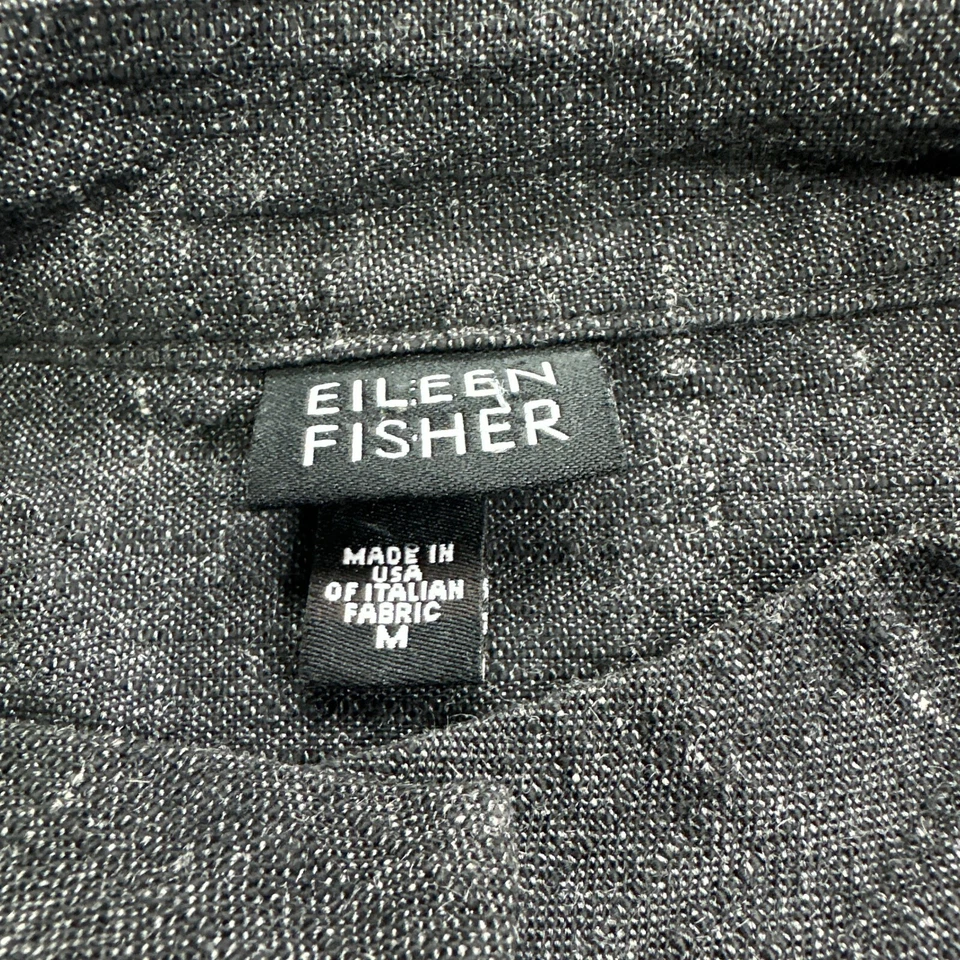 EILEEN
FISHER
MADE IN
USA
OF ITALIAN
FABRIC
M